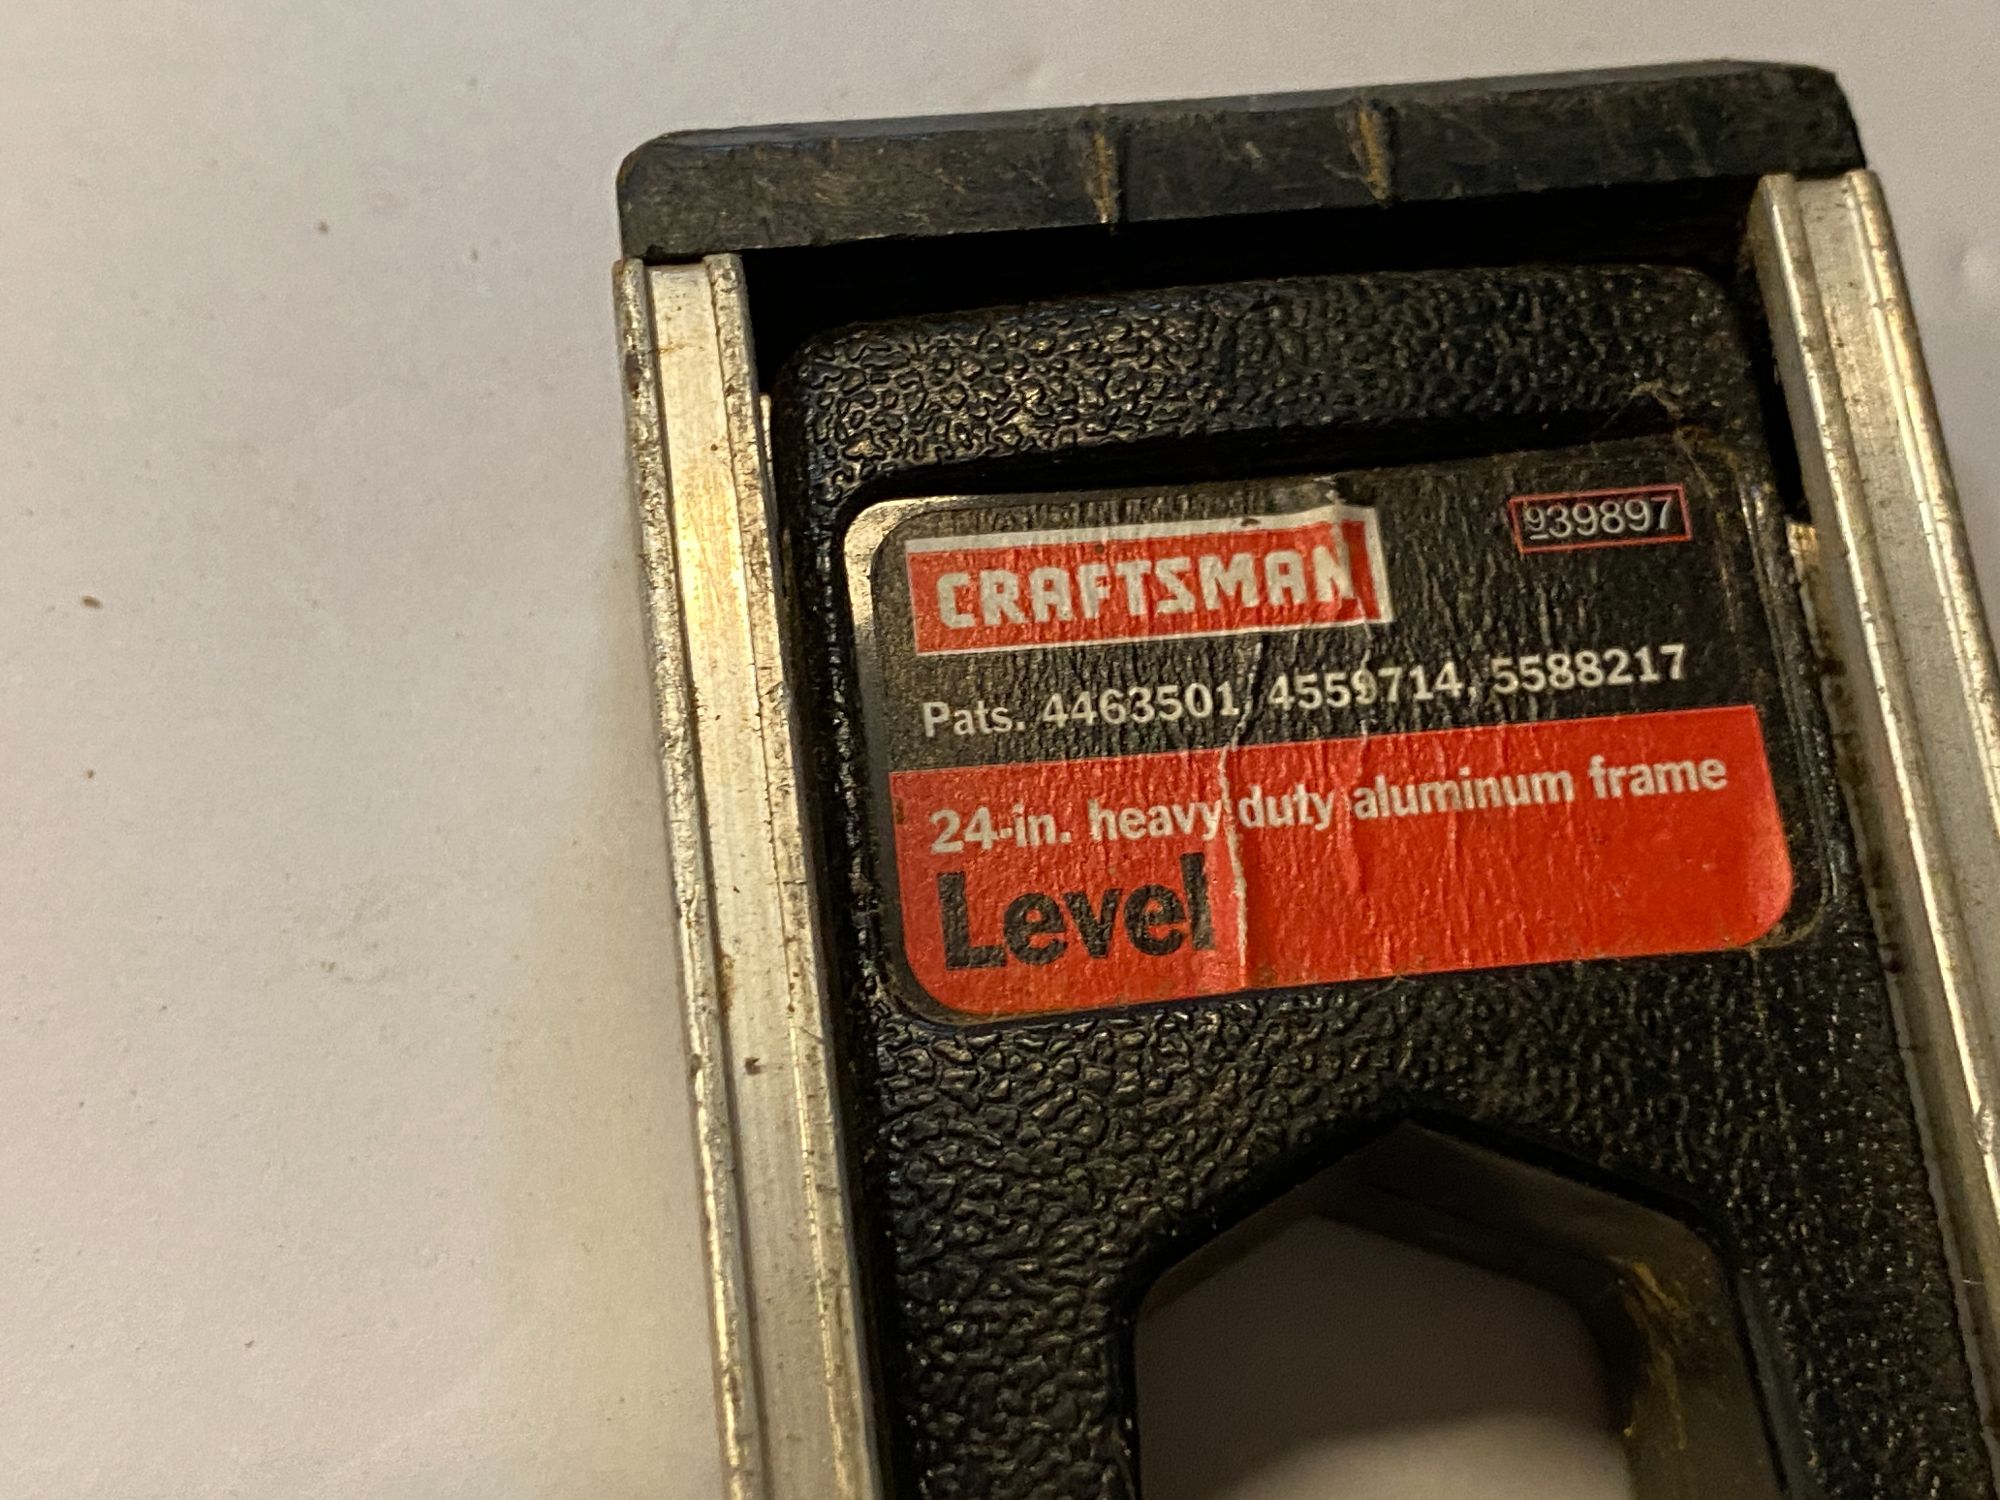 CRAFTSMAN
939897
Pats. 4463501, 4559714, 5588217
24-in. heavy duty aluminum frame
Level